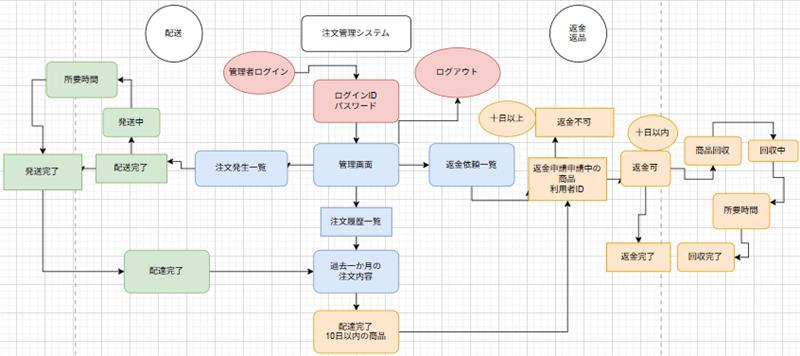 配送
注文管理システム
返金
返品
管理者ログイン
ログアウト
所要時間
ログインID
パスワード
十日以上
返金不可
発送中
十日以内
商品回収
回収中
発送完了
配送完了
注文発生一覧
管理画面
返金依頼一覧
返金申請申請中の
商品
利用者ID
返金可
注文履歴一覧
所要時間
配達完了
過去一か月の
注文内容
返金完了
回収完了
配達完了
10日以内の商品